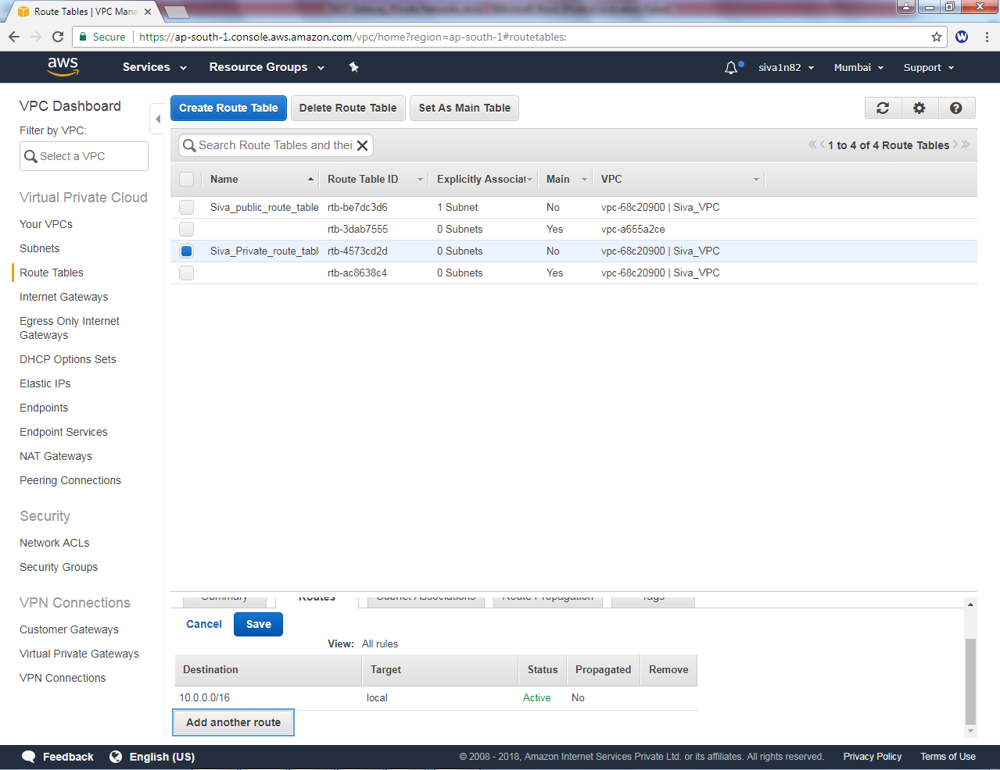 Route Tables | VPC Mana
Secure https://ap-south-1.console.aws.amazon.com/vpc/home?region=ap-south-1#routetables:
aws Services Resource Groups siva1n82 Mumbai Support
VPC Dashboard
Filter by VPC:
Select a VPC
Virtual Private Cloud
Your VPCs
Subnets
Route Tables
Internet Gateways
Egress Only Internet
Gateways
DHCP Options Sets
Elastic IPs
Endpoints
Endpoint Services
NAT Gateways
Peering Connections
Security
Network ACLs
Security Groups
VPN Connections
Customer Gateways
Virtual Private Gateways
VPN Connections
Create Route Table Delete Route Table Set As Main Table
Search Route Tables and thei 1 to 4 of 4 Route Tables
Name Route Table ID Explicitly Associat Main VPC
Siva_public_route_table rtb-be7dc3d6 1 Subnet No vpc-68c20900 | Siva_VPC
rtb-3dab7555 0 Subnets Yes vpc-a655a2ce
Siva_Private_route_tabl rtb-4573cd2d 0 Subnets No vpc-68c20900 | Siva_VPC
rtb-ac8638c4 0 Subnets Yes vpc-68c20900 | Siva_VPC
Summary Routes Subnet Associations Route Propagation Tags
Cancel Save
View: All rules
Destination Target Status Propagated Remove
10.0.0.0/16 local Active No
Add another route
Feedback English (US) © 2008 - 2018, Amazon Internet Services Private Ltd. or its affiliates. All rights reserved. Privacy Policy Terms of Use